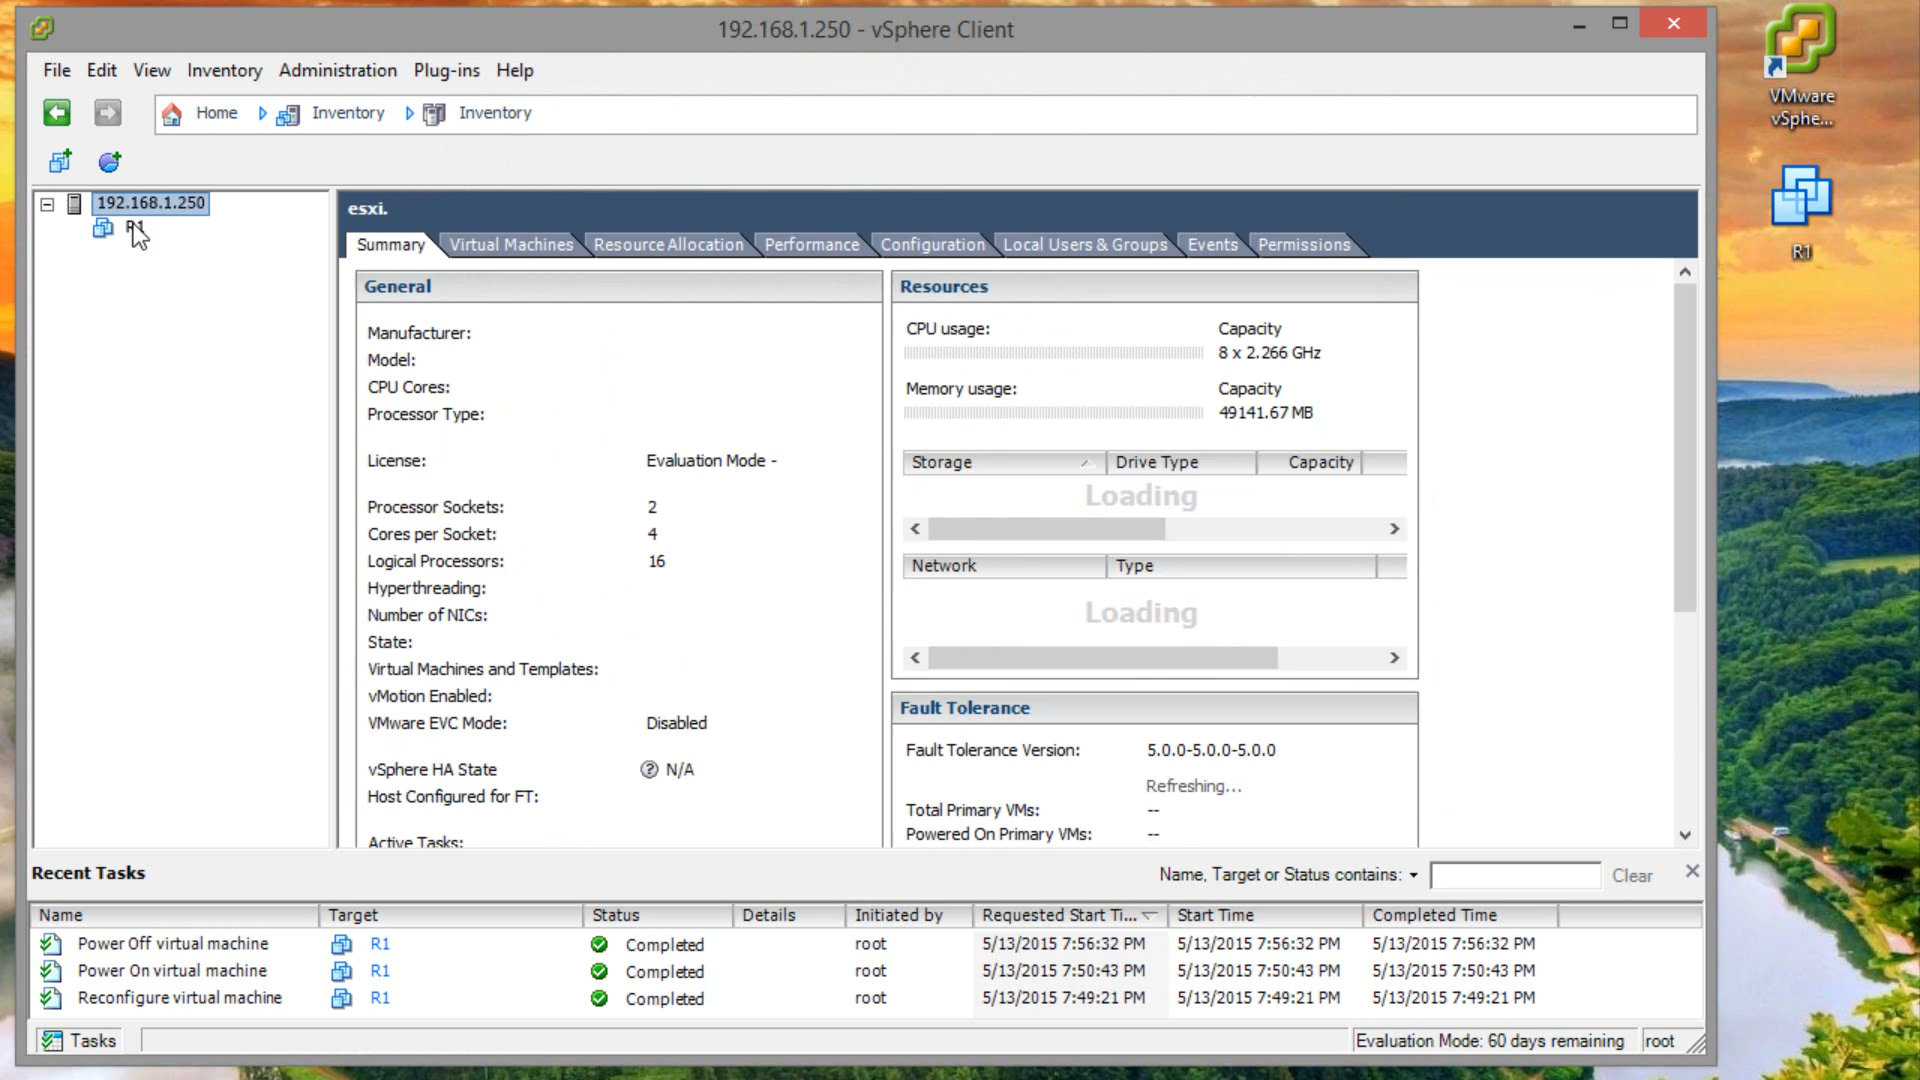 192.168.1.250 - vSphere Client
File Edit View Inventory Administration Plug-ins Help
Home Inventory Inventory
192.168.1.250
R1
esxi.
Summary Virtual Machines Resource Allocation Performance Configuration Local Users & Groups Events Permissions
General
Manufacturer:
Model:
CPU Cores:
Processor Type:
License: Evaluation Mode -
Processor Sockets: 2
Cores per Socket: 4
Logical Processors: 16
Hyperthreading:
Number of NICs:
State:
Virtual Machines and Templates:
vMotion Enabled:
VMware EVC Mode: Disabled
vSphere HA State N/A
Host Configured for FT:
Active Tasks:
Resources
CPU usage: Capacity
8 x 2.266 GHz
Memory usage: Capacity
49141.67 MB
Storage Drive Type Capacity
Loading
Network Type
Loading
Fault Tolerance
Fault Tolerance Version: 5.0.0-5.0.0-5.0.0
Refreshing...
Total Primary VMs: --
Powered On Primary VMs: --
Recent Tasks
Name, Target or Status contains: Clear
Name Target Status Details Initiated by Requested Start Ti... Start Time Completed Time
Power Off virtual machine R1 Completed root 5/13/2015 7:56:32 PM 5/13/2015 7:56:32 PM 5/13/2015 7:56:32 PM
Power On virtual machine R1 Completed root 5/13/2015 7:50:43 PM 5/13/2015 7:50:43 PM 5/13/2015 7:50:43 PM
Reconfigure virtual machine R1 Completed root 5/13/2015 7:49:21 PM 5/13/2015 7:49:21 PM 5/13/2015 7:49:21 PM
Tasks Evaluation Mode: 60 days remaining root
VMware
vSphe...
R1